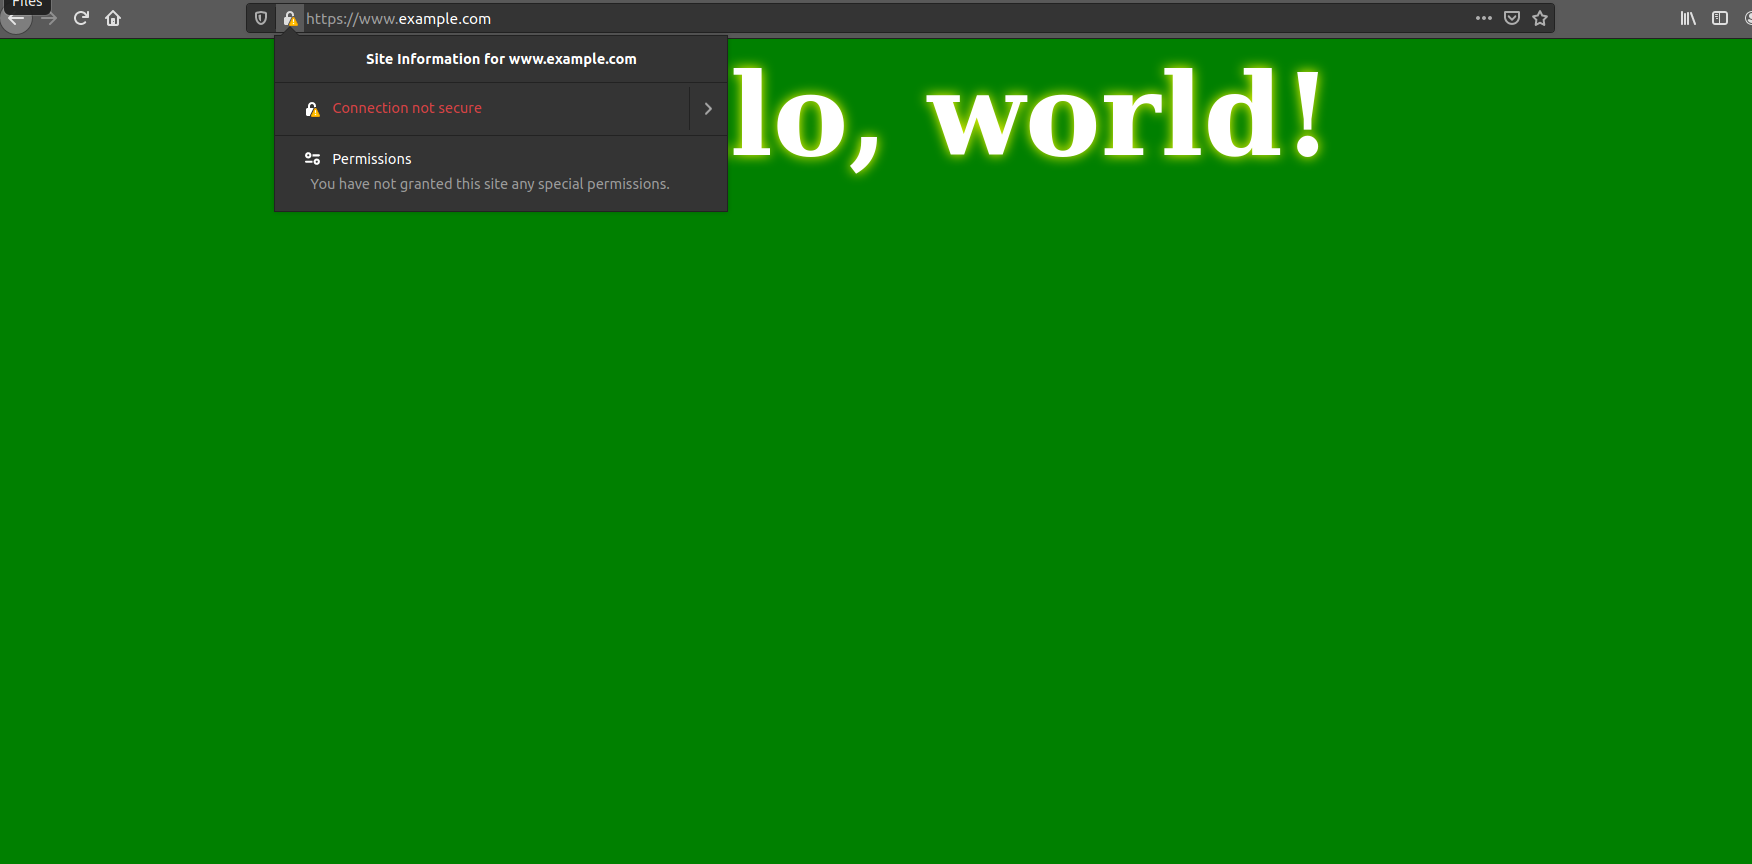 Files
https://www.example.com
Site Information for www.example.com
lo, world!
Connection not secure
Permissions
You have not granted this site any special permissions.